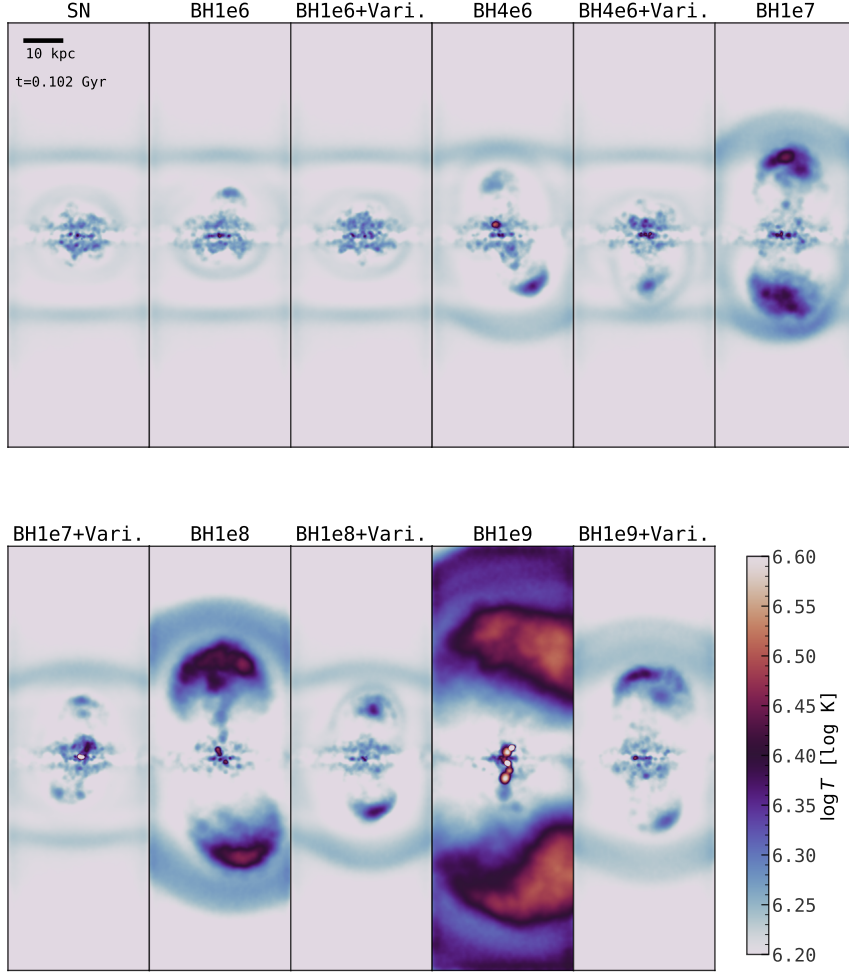 SN
BH1e6
BH1e6+Vari.
BH4e6
BH4e6+Vari.
BH1e7
10 kpc
t=0.102 Gyr
BH1e7+Vari.
BH1e8
BH1e8+Vari.
BH1e9
BH1e9+Vari.
6.60
6.55
6.50
6.45
6.40
6.35
6.30
6.25
6.20
logT [log K]